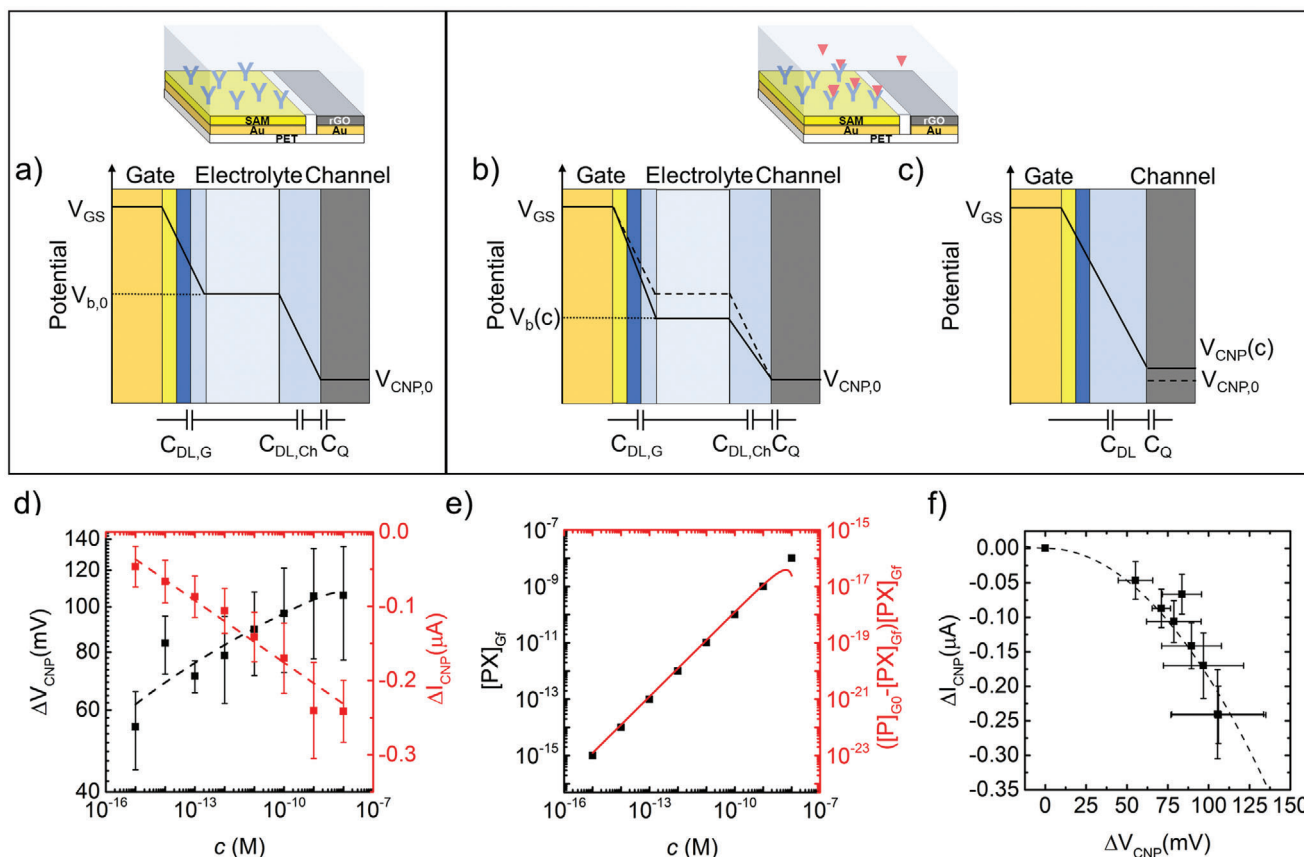 SAM
Au
PET
rGO
Au
SAM
Au
PET
rGO
Au
a)
Gate
Electrolyte
Channel
Potential
V_GS
V_b,0
V_CNP,0
C_DL,G
C_DL,Ch
C_Q
b)
Gate
Electrolyte
Channel
Potential
V_GS
V_b(c)
V_CNP,0
C_DL,G
C_DL,Ch
C_Q
c)
Gate
Channel
Potential
V_GS
V_CNP(c)
V_CNP,0
C_DL
C_Q
d)
ΔV_CNP(mV)
140
120
100
80
60
40
0.0
-0.1
-0.2
-0.3
ΔI_CNP(µA)
10^-16
10^-13
10^-10
10^-7
c (M)
e)
[PX]_Gf
10^-7
10^-9
10^-11
10^-13
10^-15
10^-15
10^-17
10^-19
10^-21
10^-23
([P]_G0-[PX]_Gf)[PX]_Gf
10^-16
10^-13
10^-10
10^-7
c (M)
f)
ΔI_CNP(µA)
0.00
-0.05
-0.10
-0.15
-0.20
-0.25
-0.30
-0.35
0
25
50
75
100
125
150
ΔV_CNP(mV)